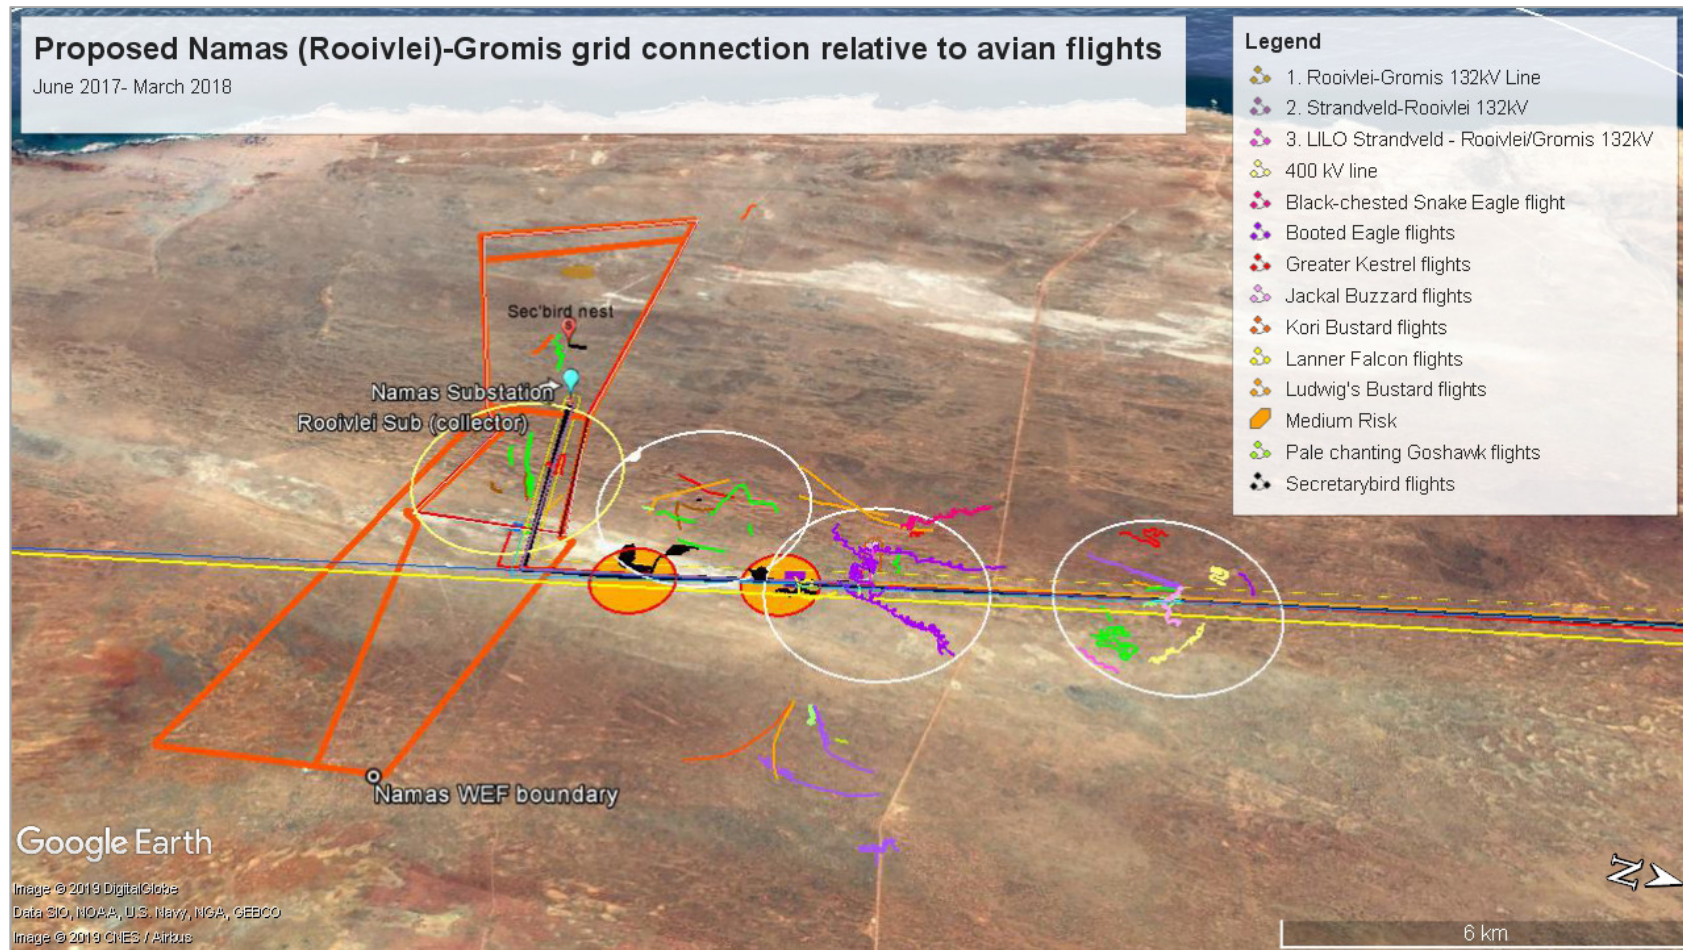 Proposed Namas (Rooivlei)-Gromis grid connection relative to avian flights
June 2017- March 2018
Legend
1. Rooivlei-Gromis 132kV Line
2. Strandveld-Rooivlei 132kV
3. LILO Strandveld - Rooivlei/Gromis 132kV
400 kV line
Black-chested Snake Eagle flight
Booted Eagle flights
Greater Kestrel flights
Jackal Buzzard flights
Kori Bustard flights
Lanner Falcon flights
Ludwig's Bustard flights
Medium Risk
Pale chanting Goshawk flights
Secretarybird flights
Sec'bird nest
S
Namas Substation
Rooivlei Sub (collector)
Namas WEF boundary
Google Earth
Image © 2019 DigitalGlobe
Data SIO, NOAA, U.S. Navy, NGA, GEBCO
Image © 2019 CNES / Airbus
N
6 km